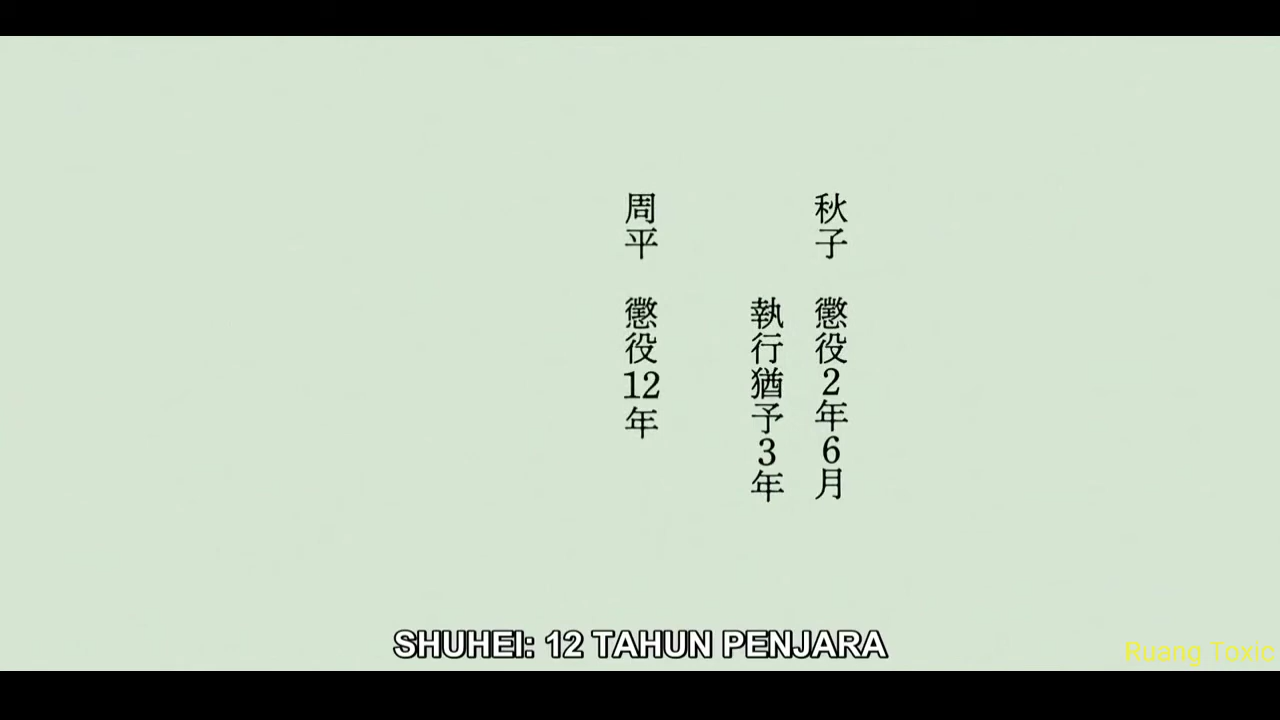 秋子 懲役2年6月
執行猶予3年
周平 懲役12年
SHUHEI: 12 TAHUN PENJARA
Ruang Toxic